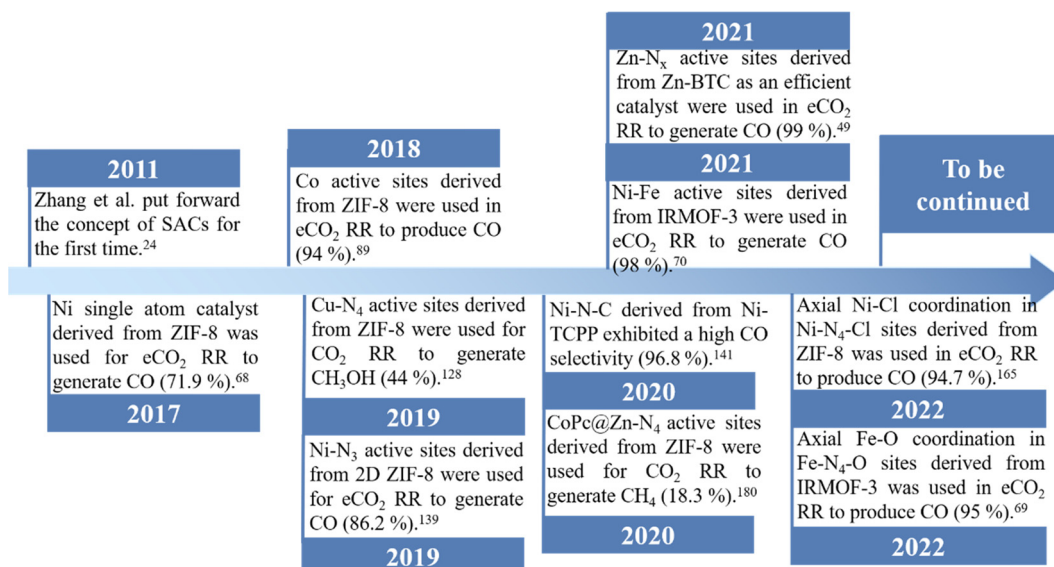 2011
Zhang et al. put forward
the concept of SACs for
the first time.24
Ni single atom catalyst
derived from ZIF-8 was
used for eCO2 RR to
generate CO (71.9 %).68
2017
2018
Co active sites derived
from ZIF-8 were used in
eCO2 RR to produce CO
(94 %).89
Cu-N4 active sites derived
from ZIF-8 were used for
CO2 RR to generate
CH3OH (44 %).128
2019
Ni-N3 active sites derived
from 2D ZIF-8 were used
for eCO2 RR to generate
CO (86.2 %).139
2019
Ni-N-C derived from Ni-
TCPP exhibited a high CO
selectivity (96.8 %).141
2020
CoPc@Zn-N4 active sites
derived from ZIF-8 were
used for CO2 RR to
generate CH4 (18.3 %).180
2020
2021
Zn-Nx active sites derived
from Zn-BTC as an efficient
catalyst were used in eCO2
RR to generate CO (99 %).49
2021
Ni-Fe active sites derived
from IRMOF-3 were used in
eCO2 RR to generate CO
(98 %).70
To be
continued
Axial Ni-Cl coordination in
Ni-N4-Cl sites derived from
ZIF-8 was used in eCO2 RR
to produce CO (94.7 %).165
2022
Axial Fe-O coordination in
Fe-N4-O sites derived from
IRMOF-3 was used in eCO2
RR to produce CO (95 %).69
2022